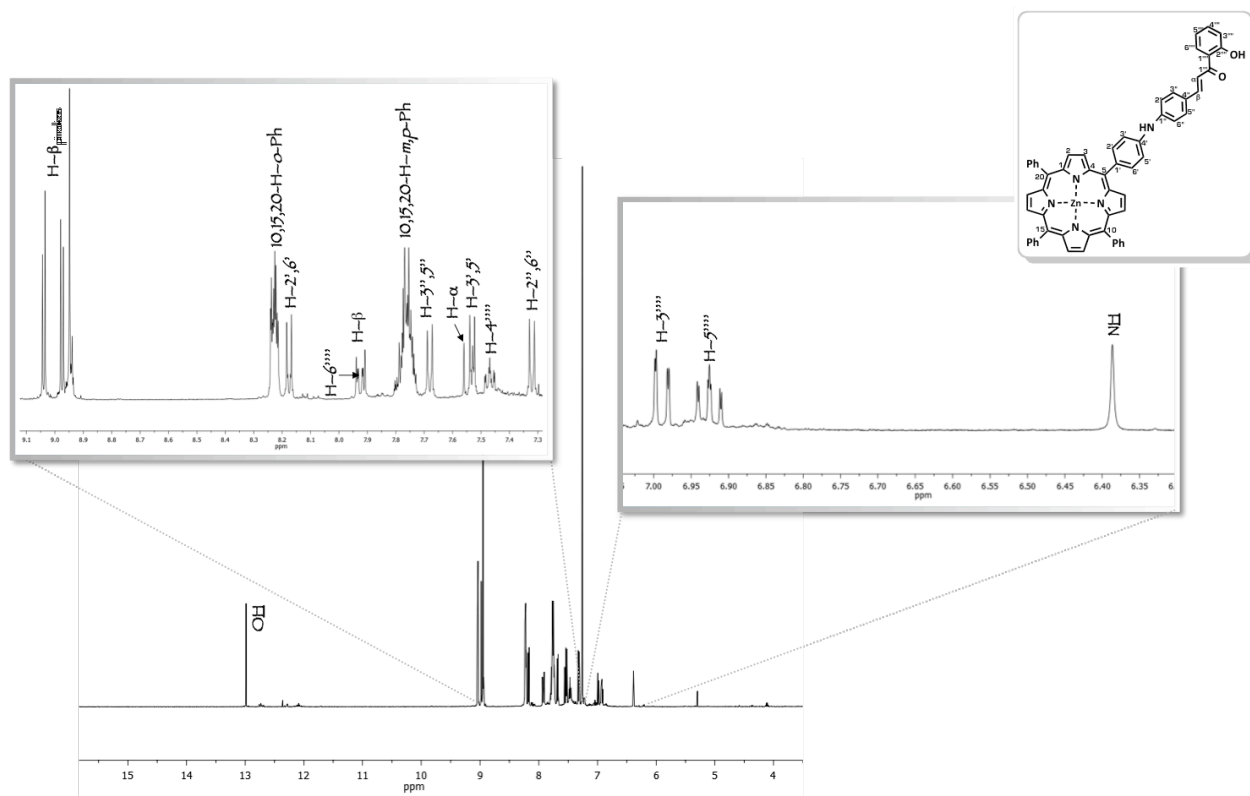 H-β
10,15,20-H-o-Ph
H-2',6'
H-6''''
H-β
10,15,20-H-m,p-Ph
H-3'',5''
H-α
H-3',5'
H-4''''
H-2'',6''
9.1 9.0 8.9 8.8 8.7 8.6 8.5 8.4 8.3 8.2 8.1 8.0 7.9 7.8 7.7 7.6 7.5 7.4 7.3
ppm
5'''' 4'''' 3'''' 6'''' 2'''' 1'''' OH
1''' O α β
3'' 4'' 2'' 5'' 1'' 6''
HN
3' 4' 2' 5' 1' 6'
Ph 2 3 1 4 5 20
N
N Zn N
N
15 10
Ph Ph
H-3''''
H-5''''
NH
7.00 6.95 6.90 6.85 6.80 6.75 6.70 6.65 6.60 6.55 6.50 6.45 6.40 6.35
ppm
OH
15 14 13 12 11 10 9 8 7 6 5 4
ppm